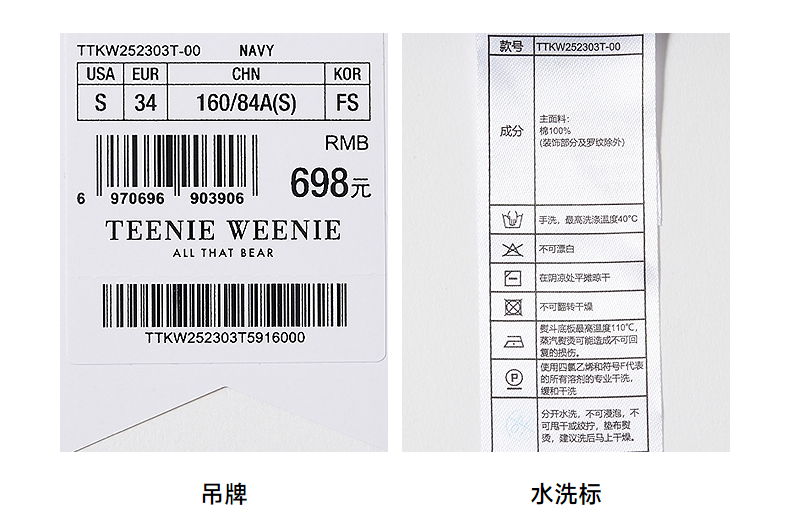 TTKW252303T-00 NAVY
USA EUR CHN KOR
S 34 160/84A(S) FS
RMB
698元
6 970696 903906
TEENIE WEENIE
ALL THAT BEAR
TTKW252303T5916000
吊牌
款号 TTKW252303T-00
成分
主面料：
棉100%
(装饰部分及罗纹除外)
手洗，最高洗涤温度40℃
不可漂白
在阴凉处平摊晾干
不可翻转干燥
熨斗底板最高温度110℃，
蒸汽熨烫可能造成不可回
复的损伤。
P
使用四氯乙烯和符号F代表
的所有溶剂的专业干洗，
缓和干洗
分开水洗，不可浸泡，不
可甩干或绞拧，垫布熨
烫，建议洗后马上干燥。
水洗标